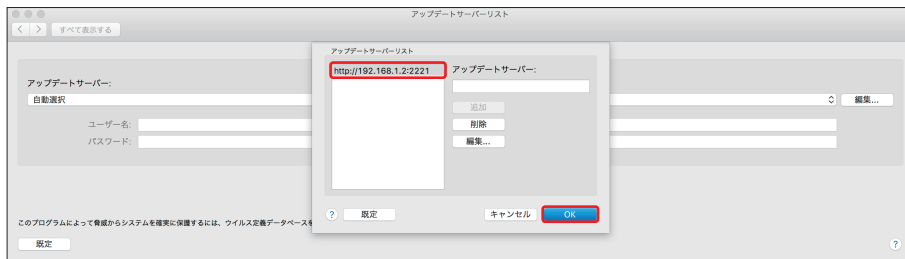 アップデートサーバーリスト
すべて表示する
アップデートサーバーリスト
http://192.168.1.2:2221
アップデートサーバー:
追加
削除
編集...
? 既定 キャンセル OK
アップデートサーバー:
自動選択 編集...
ユーザー名:
パスワード:
このプログラムによって脅威からシステムを確実に保護するには、ウイルス定義データベースを
既定 ?